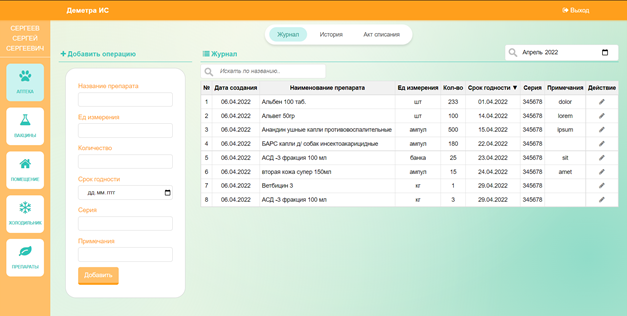 Деметра ИС
Выход
СЕРГЕЕВ
СЕРГЕЙ
СЕРГЕЕВИЧ
Журнал История Акт списания
АПТЕКА
ВАКЦИНЫ
ПОМЕЩЕНИЕ
ХОЛОДИЛЬНИК
ПРЕПАРАТЫ
Добавить операцию
Название препарата
Ед измерения
Количество
Срок годности
дд.мм.гггг
Серия
Примечания
Добавить
Журнал
Апрель 2022
Искать по названию..
№ Дата создания Наименование препарата Ед измерения Кол-во Срок годности ▼ Серия Примечания Действие
1 06.04.2022 Альбен 100 таб. шт 233 01.04.2022 345678 dolor
2 06.04.2022 Альвет 50гр шт 100 14.04.2022 345678 lorem
3 06.04.2022 Анандин ушные капли противовоспалительные ампул 500 15.04.2022 345678 ipsum
4 06.04.2022 БАРС капли д/ собак инсектоакарицидные ампул 180 22.04.2022 345678
5 06.04.2022 АСД -3 фракция 100 мл банка 25 23.04.2022 345678 sit
6 06.04.2022 вторая кожа супер 150мл ампул 15 24.04.2022 345678 amet
7 06.04.2022 Ветбицин 3 кг 1 29.04.2022 345678
8 06.04.2022 АСД -3 фракция 100 мл кг 3 29.04.2022 345678